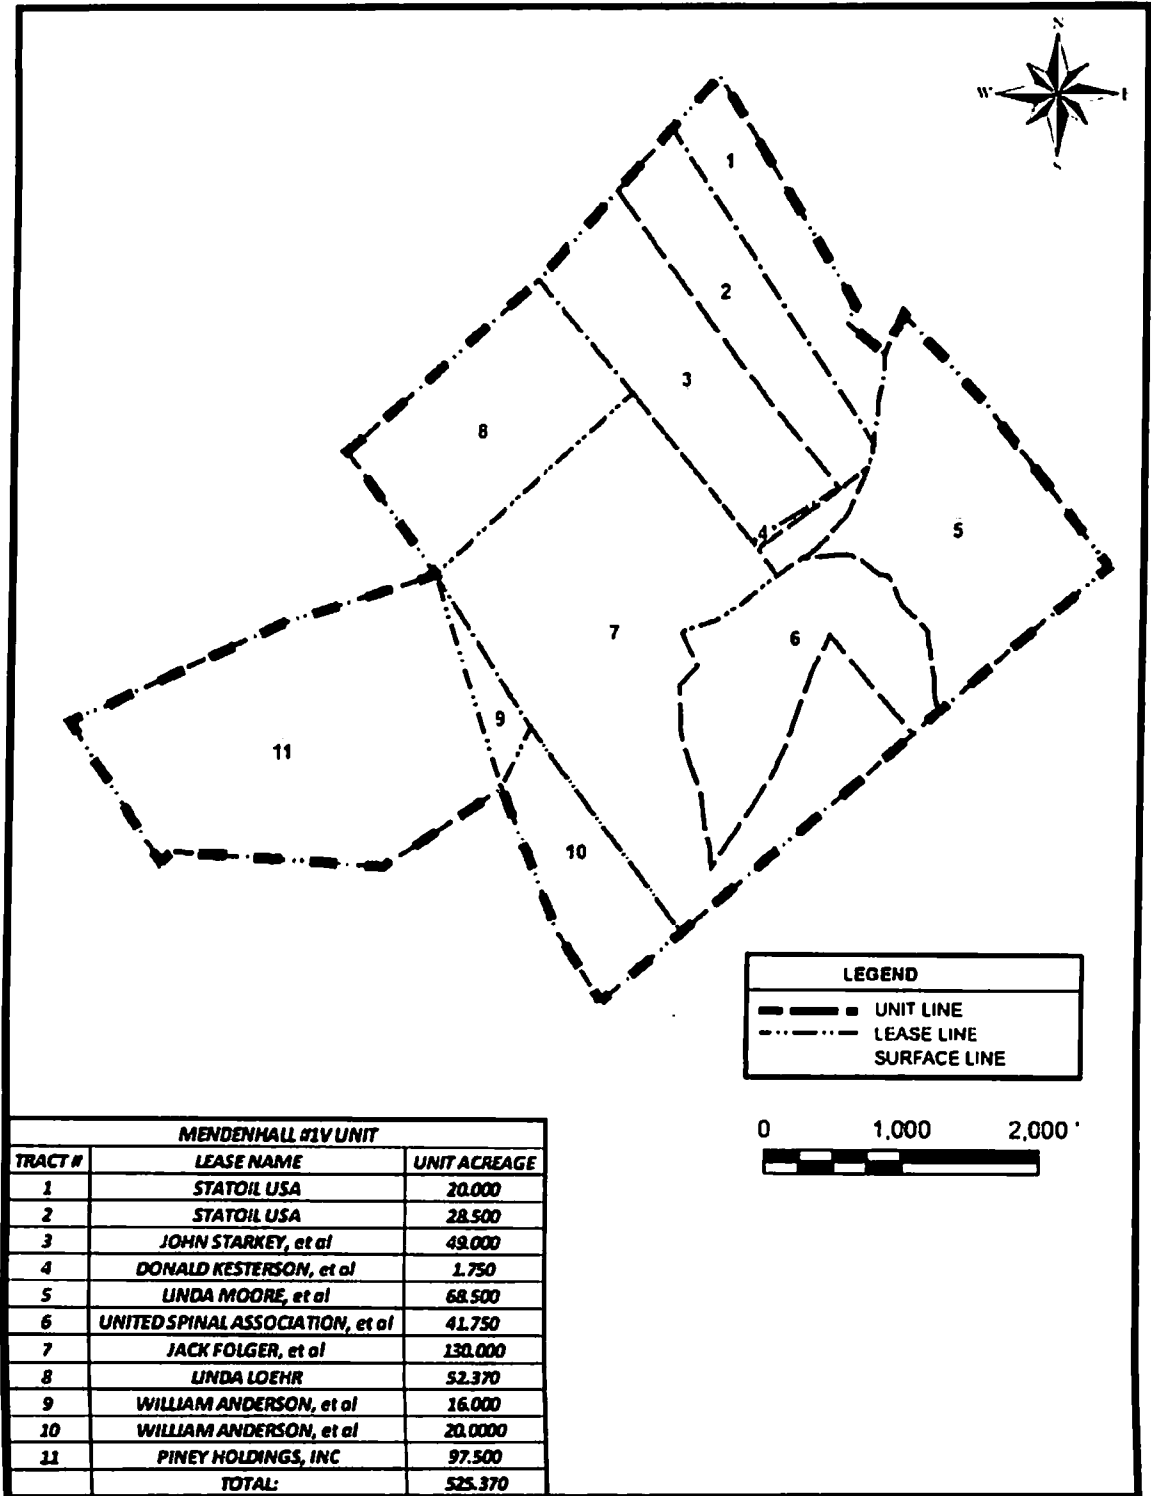 N
W
1
2
3
8
4
5
7
6
9
11
10
LEGEND
UNIT LINE
LEASE LINE
SURFACE LINE
0 1,000 2,000 '
MENDENHALL #1V UNIT
TRACT # LEASE NAME UNIT ACREAGE
1 STATOIL USA 20.000
2 STATOIL USA 28.500
3 JOHN STARKEY, et al 49.000
4 DONALD KESTERSON, et al 1.750
5 LINDA MOORE, et al 68.500
6 UNITED SPINAL ASSOCIATION, et al 41.750
7 JACK FOLGER, et al 130.000
8 LINDA LOEHR 52.370
9 WILLIAM ANDERSON, et al 16.000
10 WILLIAM ANDERSON, et al 20.0000
11 PINEY HOLDINGS, INC 97.500
TOTAL: 525.370